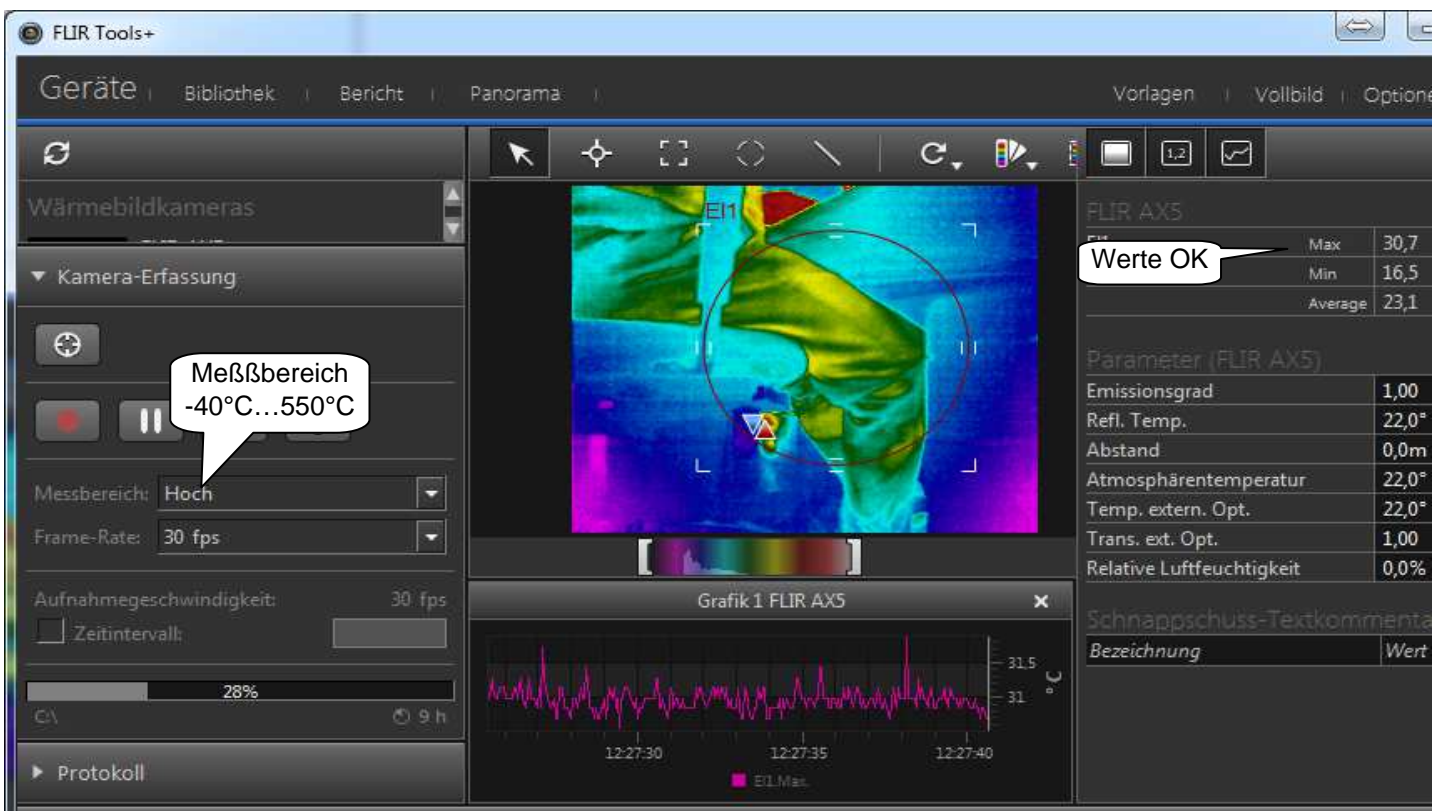 FLIR Tools+
Geräte Bibliothek Bericht Panorama Vorlagen Vollbild Optione
Wärmebildkameras
Kamera-Erfassung
Meßßbereich
-40°C…550°C
Messbereich: Hoch
Frame-Rate: 30 fps
Aufnahmegeschwindigkeit: 30 fps
Zeitintervall:
28%
C:\ 9 h
Protokoll
1,2
El1
Grafik 1 FLIR AX5
31,5
31
°C
12:27:30 12:27:35 12:27:40
El1.Max.
FLIR AX5
Werte OK
Max 30,7
Min 16,5
Average 23,1
Parameter (FLIR AX5)
Emissionsgrad 1,00
Refl. Temp. 22,0°
Abstand 0,0m
Atmosphärentemperatur 22,0°
Temp. extern. Opt. 22,0°
Trans. ext. Opt. 1,00
Relative Luftfeuchtigkeit 0,0%
Schnappschuss-Textkommenta
Bezeichnung Wert